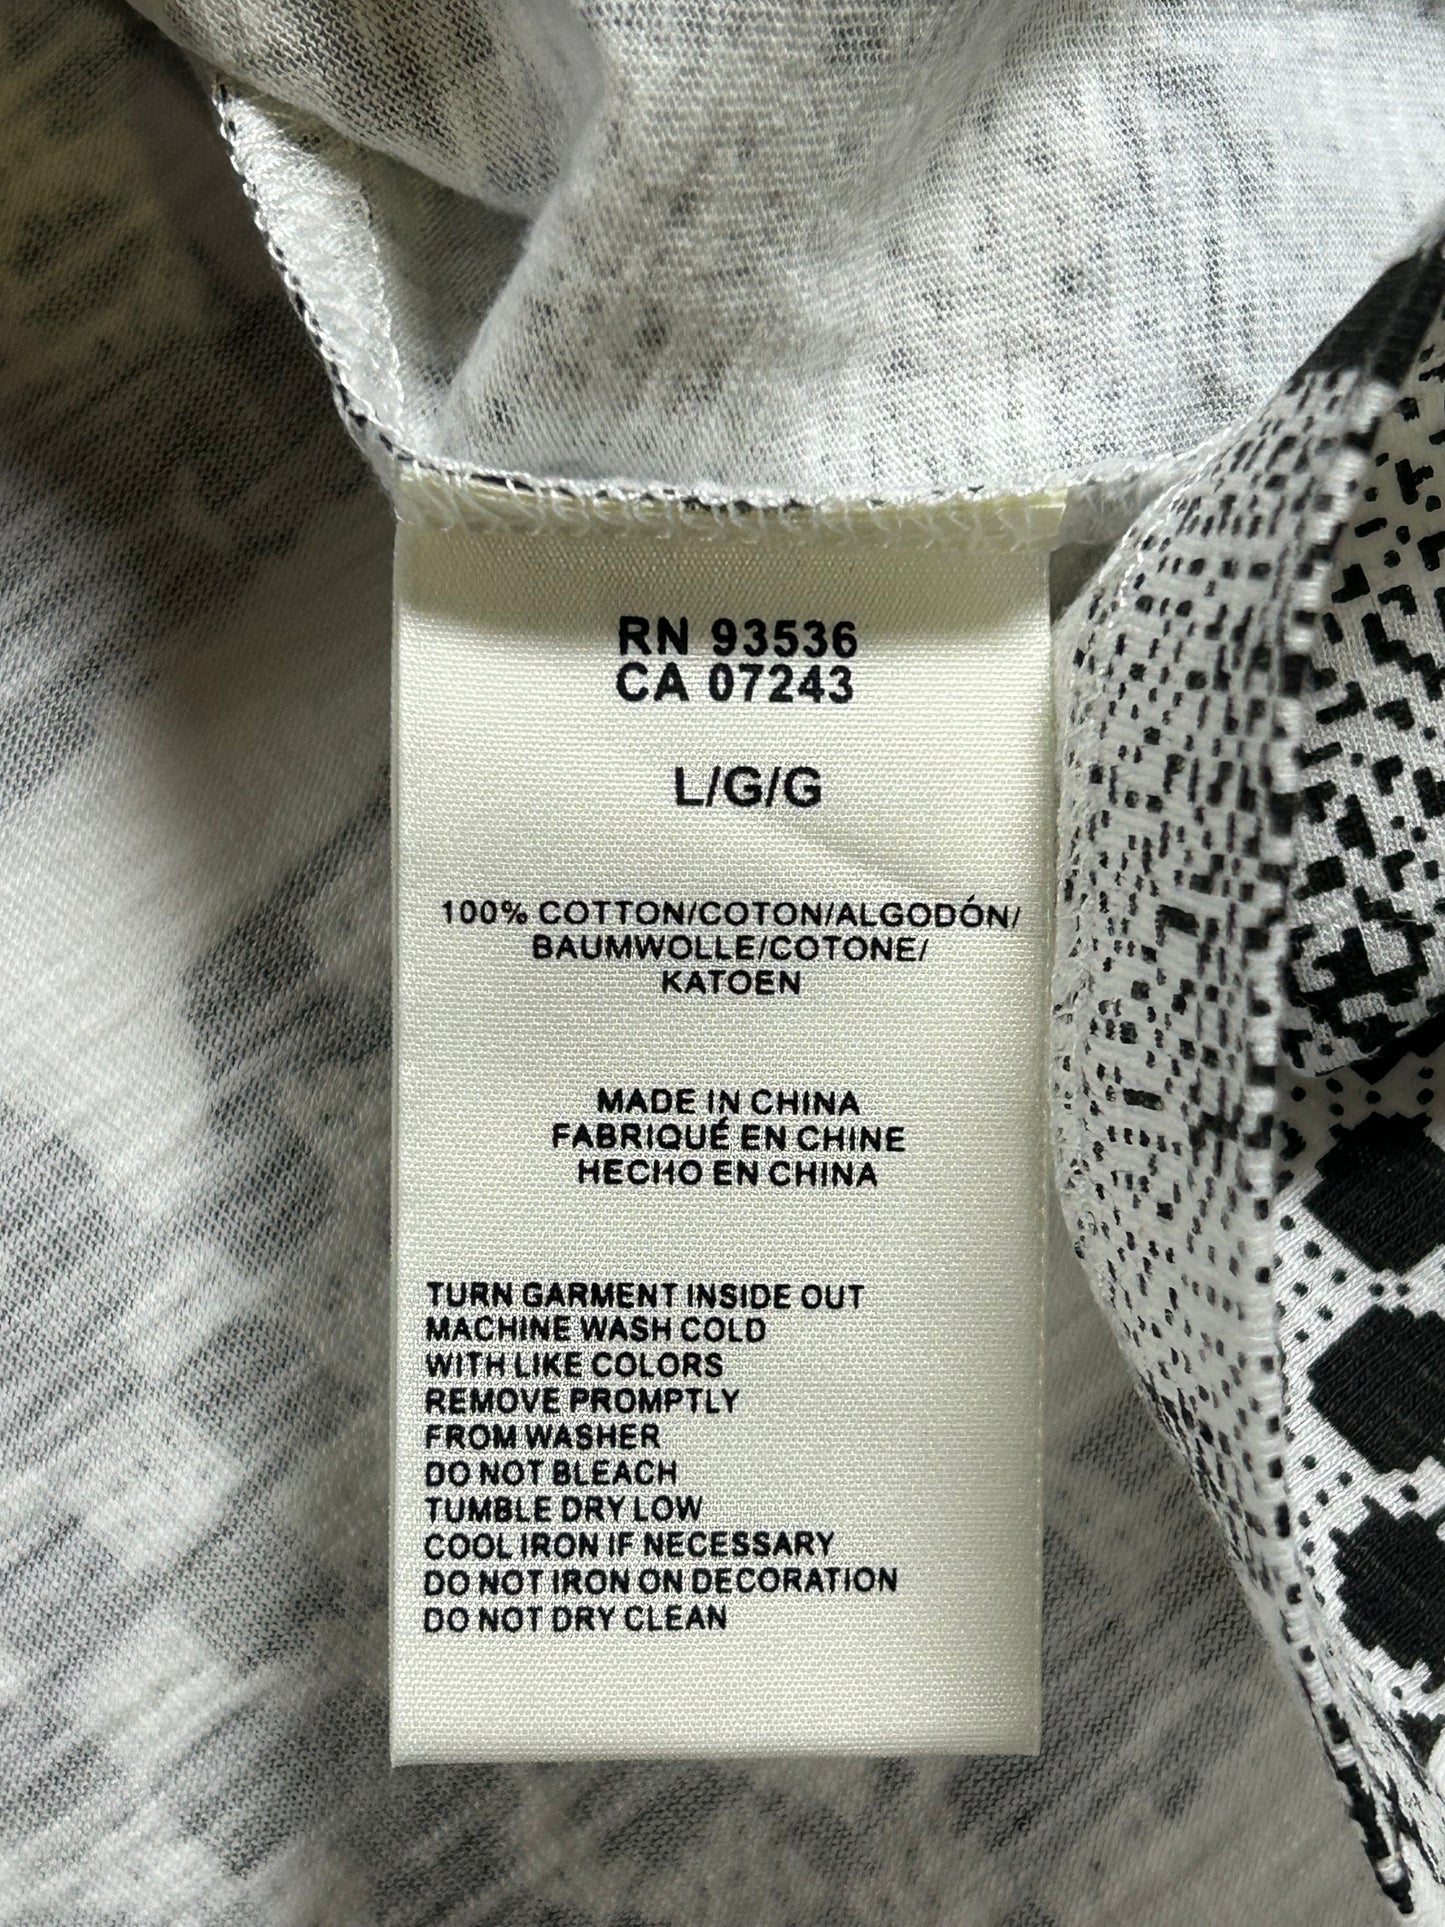 RN 93536
CA 07243
L/G/G
100% COTTON/COTON/ALGODÓN/
BAUMWOLLE/COTONE/
KATOEN
MADE IN CHINA
FABRIQUÉ EN CHINE
HECHO EN CHINA
TURN GARMENT INSIDE OUT
MACHINE WASH COLD
WITH LIKE COLORS
REMOVE PROMPTLY
FROM WASHER
DO NOT BLEACH
TUMBLE DRY LOW
COOL IRON IF NECESSARY
DO NOT IRON ON DECORATION
DO NOT DRY CLEAN